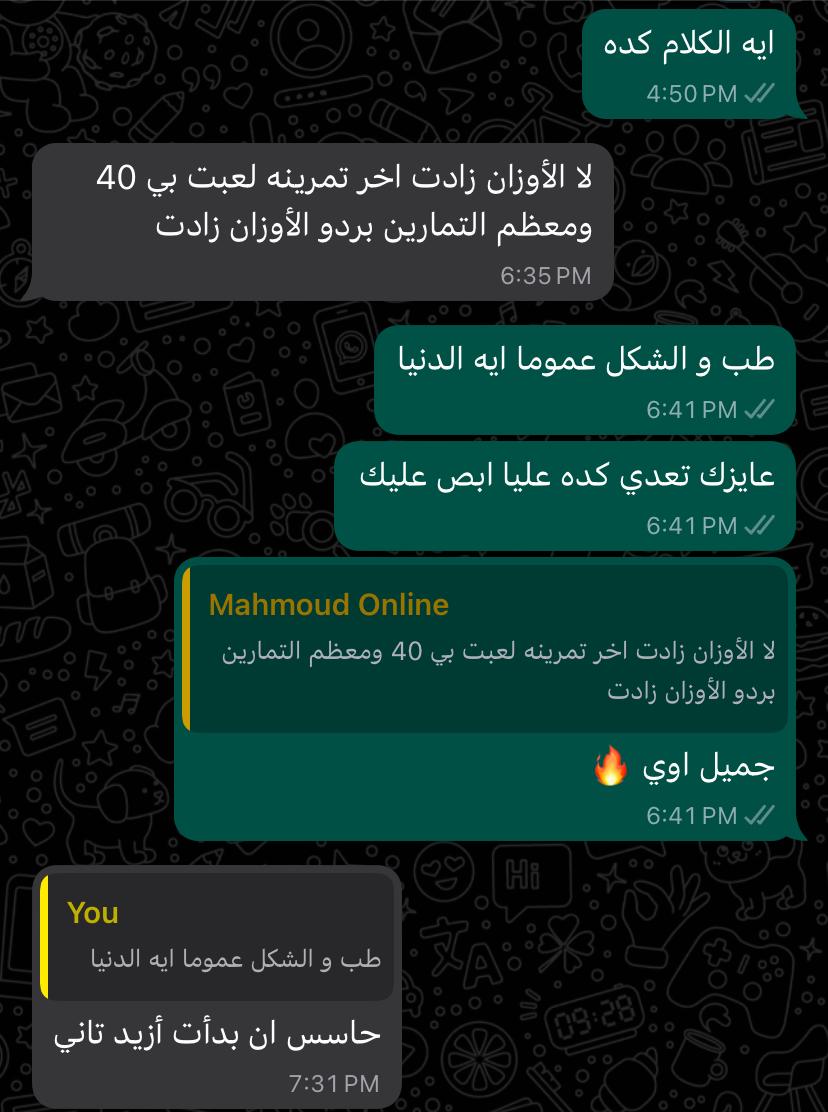 ايه الكلام كده
4:50 PM
لا الأوزان زادت اخر تمرينه لعبت بي 40
ومعظم التمارين بردو الأوزان زادت
6:35 PM
طب و الشكل عموما ايه الدنيا
6:41 PM
عايزك تعدي كده عليا ابص عليك
6:41 PM
Mahmoud Online
لا الأوزان زادت اخر تمرينه لعبت بي 40 ومعظم التمارين
بردو الأوزان زادت
جميل اوي 🔥
6:41 PM
You
طب و الشكل عموما ايه الدنيا
حاسس ان بدأت أزيد تاني
7:31 PM
Hi
09:28